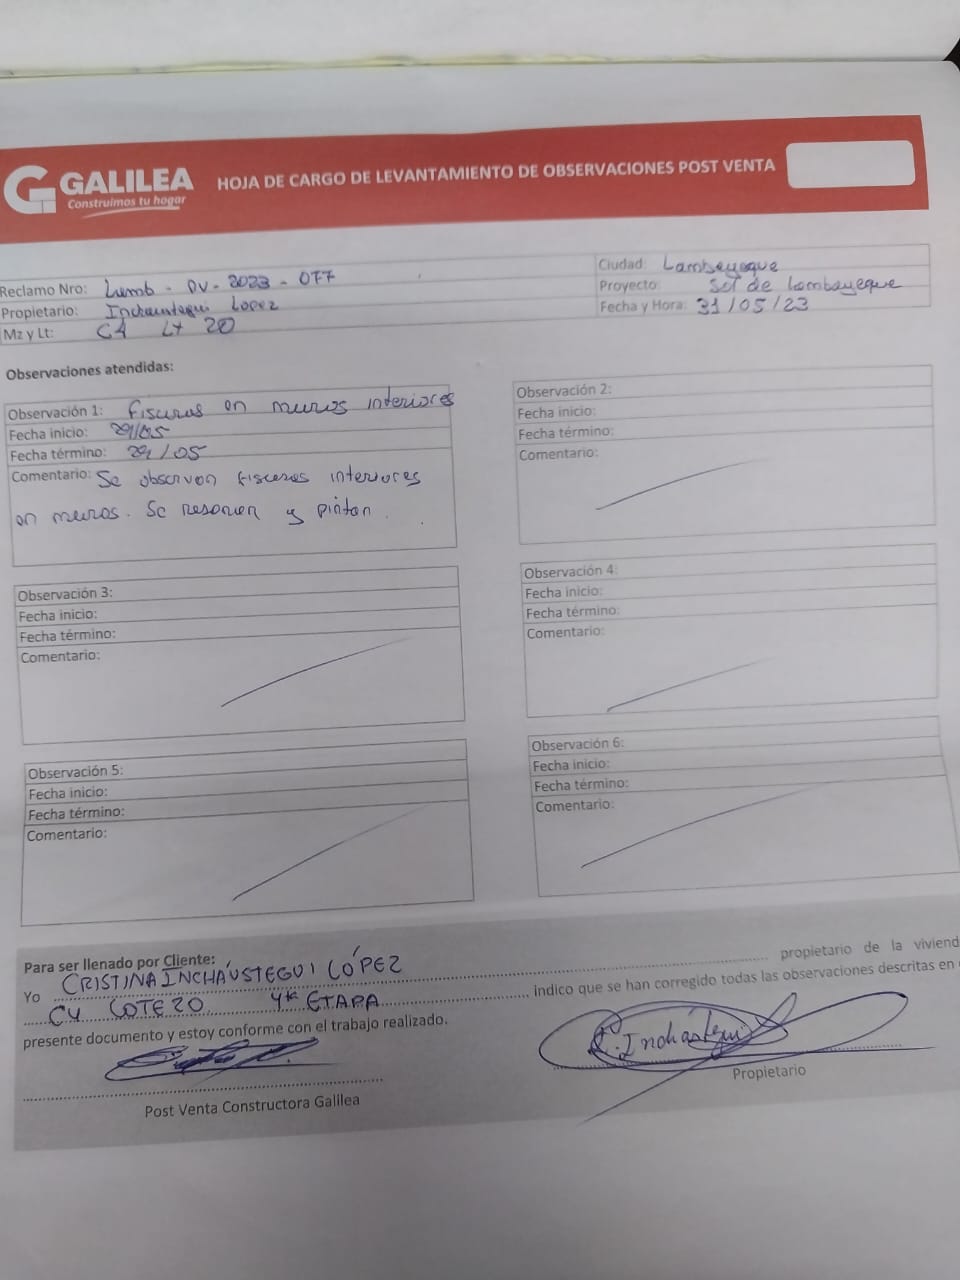 GALILEA
Construimos tu hogar
HOJA DE CARGO DE LEVANTAMIENTO DE OBSERVACIONES POST VENTA
Reclamo Nro: Lamb - PV - 2023 - 077
Propietario: Inchaustegui Lopez
Mz y Lt: C4 Lt 20
Ciudad: Lambayeque
Proyecto: Sol de Lambayeque
Fecha y Hora: 31/05/23
Observaciones atendidas:
Observación 1: Fisuras en muros interiores
Fecha inicio: 29/05
Fecha término: 29/05
Comentario: Se observan fisuras interiores
en muros. Se resanan y pintan.
Observación 2:
Fecha inicio:
Fecha término:
Comentario:
Observación 3:
Fecha inicio:
Fecha término:
Comentario:
Observación 4:
Fecha inicio:
Fecha término:
Comentario:
Observación 5:
Fecha inicio:
Fecha término:
Comentario:
Observación 6:
Fecha inicio:
Fecha término:
Comentario:
Para ser llenado por Cliente:
Yo CRISTINA INCHÁUSTEGUI LÓPEZ propietario de la viviend
C4 LOTE 20 4ta ETAPA indico que se han corregido todas las observaciones descritas en
presente documento y estoy conforme con el trabajo realizado.
C. Incháustegui
Post Venta Constructora Galilea
Propietario